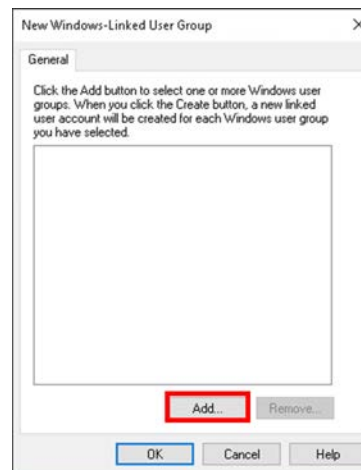 New Windows-Linked User Group
General
Click the Add button to select one or more Windows user
groups. When you click the Create button, a new linked
user account will be created for each Windows user group
you have selected.
Add...
Remove...
OK
Cancel
Help